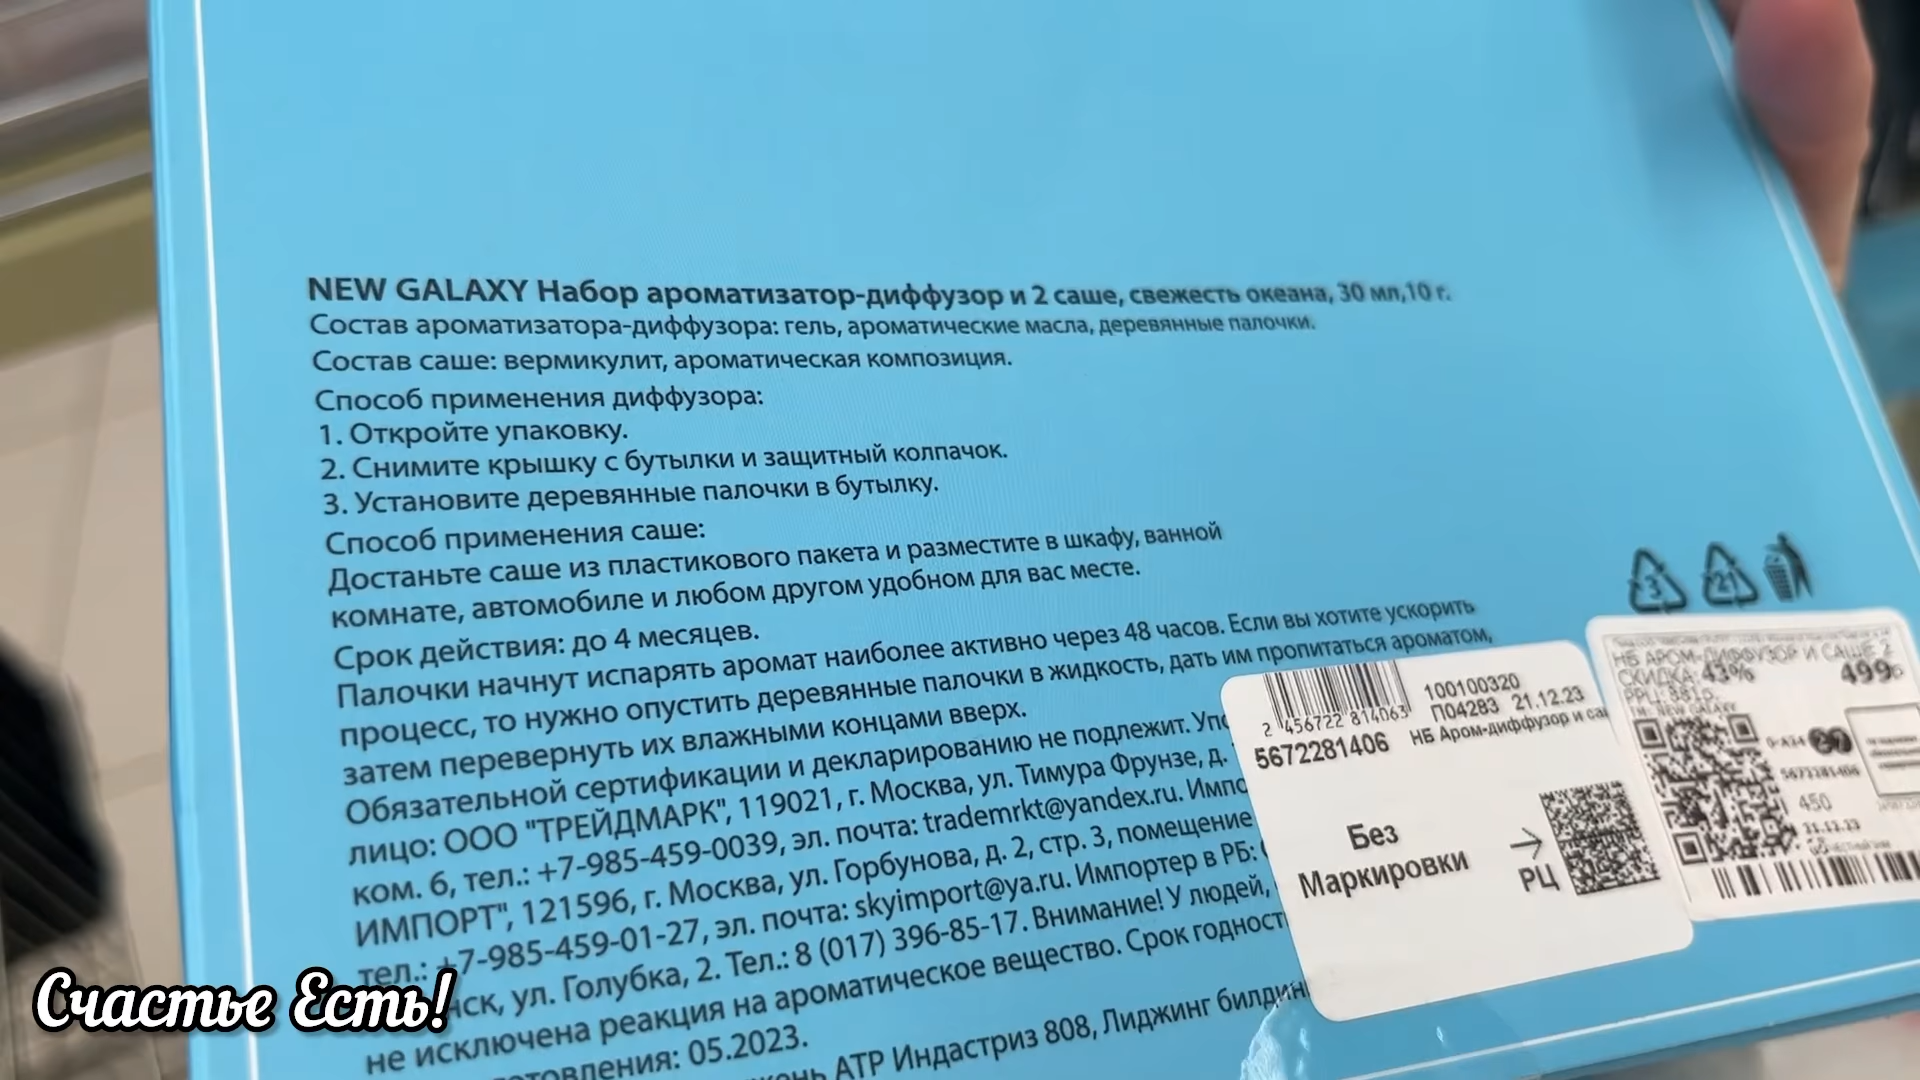 NEW GALAXY Набор ароматизатор-диффузор и 2 саше, свежесть океана, 30 мл,10 г.
Состав ароматизатора-диффузора: гель, ароматические масла, деревянные палочки.
Состав саше: вермикулит, ароматическая композиция.
Способ применения диффузора:
1. Откройте упаковку.
2. Снимите крышку с бутылки и защитный колпачок.
3. Установите деревянные палочки в бутылку.
Способ применения саше:
Достаньте саше из пластикового пакета и разместите в шкафу, ванной
комнате, автомобиле и любом другом удобном для вас месте.
Срок действия: до 4 месяцев.
Палочки начнут испарять аромат наиболее активно через 48 часов. Если вы хотите ускорить
процесс, то нужно опустить деревянные палочки в жидкость, дать им пропитаться ароматом,
затем перевернуть их влажными концами вверх.
Обязательной сертификации и декларированию не подлежит. Упо
лицо: ООО "ТРЕЙДМАРК", 119021, г. Москва, ул. Тимура Фрунзе, д.
ком. 6, тел.: +7-985-459-0039, эл. почта: trademrkt@yandex.ru. Импо
ИМПОРТ", 121596, г. Москва, ул. Горбунова, д. 2, стр. 3, помещение
тел.: +7-985-459-01-27, эл. почта: skyimport@ya.ru. Импортер в РБ:
нск, ул. Голубка, 2. Тел.: 8 (017) 396-85-17. Внимание! У людей,
не исключена реакция на ароматическое вещество. Срок годност
отовления: 05.2023.
жень АТР Индастриз 808, Лиджинг билдин
3 21
2 456722 814063
100100320
П04283 21.12.23
5672281406 НБ Аром-диффузор и са
Без
Маркировки
РЦ
НБ АРОМ-ДИФФУЗОР И САШЕ 2
СКИДКА: 43% 499
TM: NEW GALAXY
5672281406
450
21.12.23
Счастье Есть!